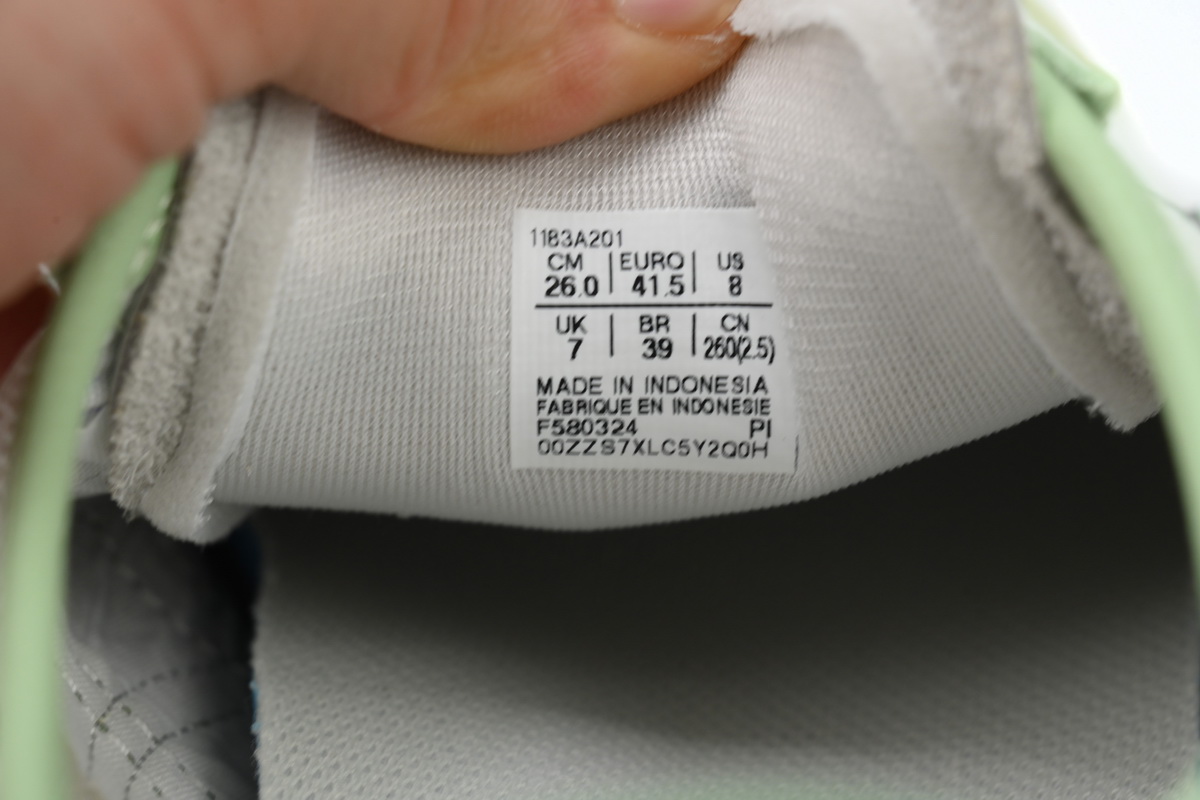 1183A201
CM | EURO | US
26.0 | 41.5 | 8
UK | BR | CN
7 | 39 | 260(2.5)
MADE IN INDONESIA
FABRIQUE EN INDONESIE
F580324 PI
00ZZS7XLC5Y2Q0H